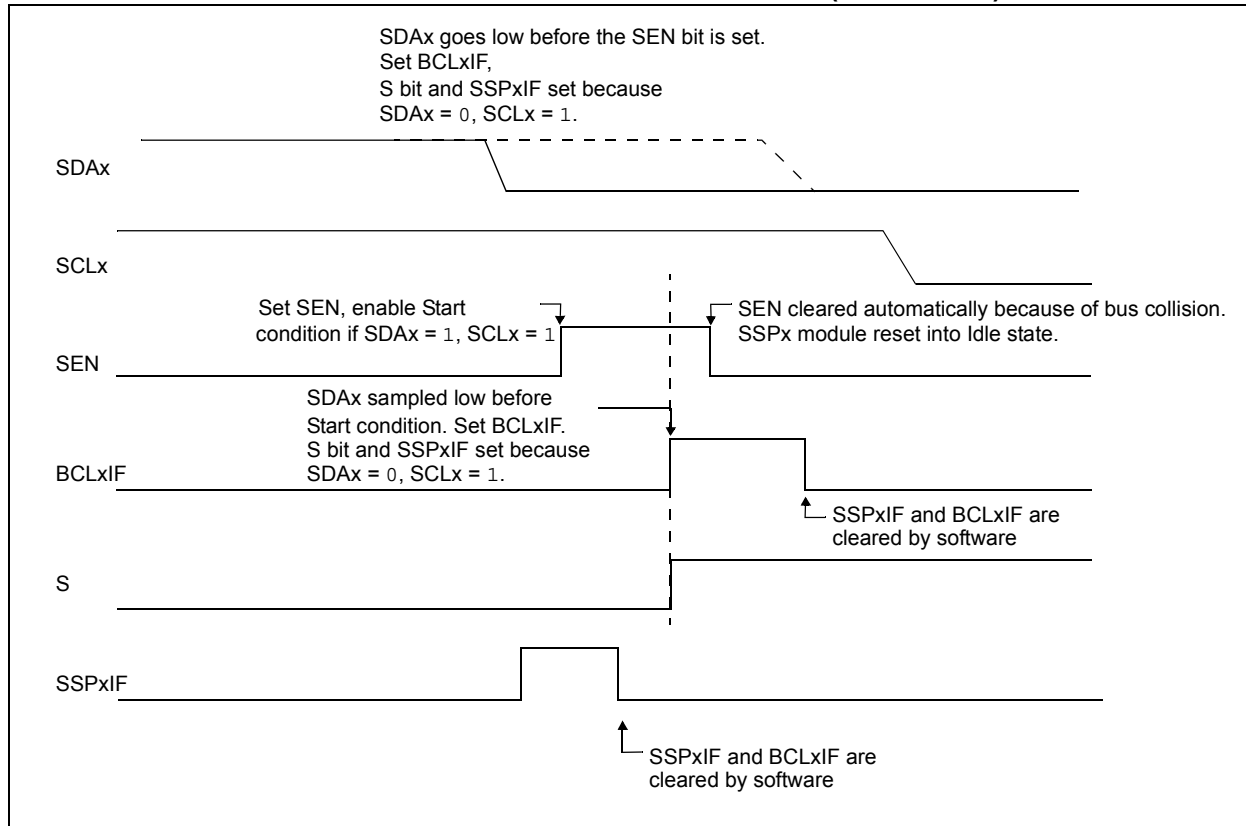 SDAx goes low before the SEN bit is set.
Set BCLxIF,
S bit and SSPxIF set because
SDAx = 0, SCLx = 1.
SDAx
SCLx
Set SEN, enable Start
condition if SDAx = 1, SCLx = 1
SEN cleared automatically because of bus collision.
SSPx module reset into Idle state.
SEN
SDAx sampled low before
Start condition. Set BCLxIF.
S bit and SSPxIF set because
SDAx = 0, SCLx = 1.
BCLxIF
SSPxIF and BCLxIF are
cleared by software
S
SSPxIF
SSPxIF and BCLxIF are
cleared by software